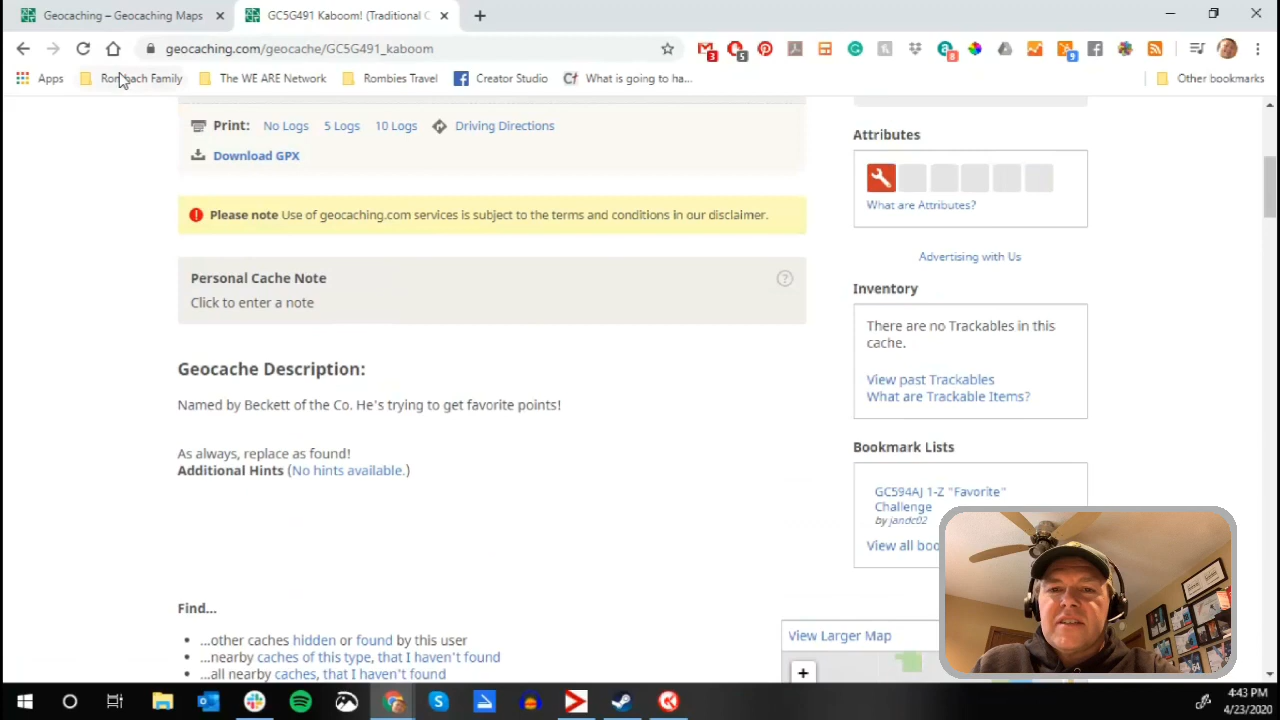 Geocaching – Geocaching Maps
GC5G491 Kaboom! (Traditional C
geocaching.com/geocache/GC5G491_kaboom
3
5
8
9
Apps
Rombach Family
The WE ARE Network
Rombies Travel
Creator Studio
What is going to ha...
Other bookmarks
Print: No Logs 5 Logs 10 Logs Driving Directions
Download GPX
Please note Use of geocaching.com services is subject to the terms and conditions in our disclaimer.
Personal Cache Note
Click to enter a note
Geocache Description:
Named by Beckett of the Co. He's trying to get favorite points!
As always, replace as found!
Additional Hints (No hints available.)
Find...
...other caches hidden or found by this user
...nearby caches of this type, that I haven't found
...all nearby caches, that I haven't found
Attributes
What are Attributes?
Advertising with Us
Inventory
There are no Trackables in this
cache.
View past Trackables
What are Trackable Items?
Bookmark Lists
GC594AJ 1-Z "Favorite"
Challenge
by jandc02
View all boo
View Larger Map
+
4:43 PM
4/23/2020